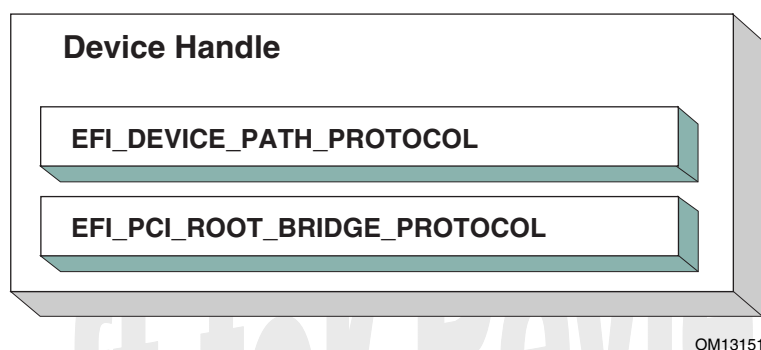 Device Handle
EFI_DEVICE_PATH_PROTOCOL
EFI_PCI_ROOT_BRIDGE_PROTOCOL
OM13151